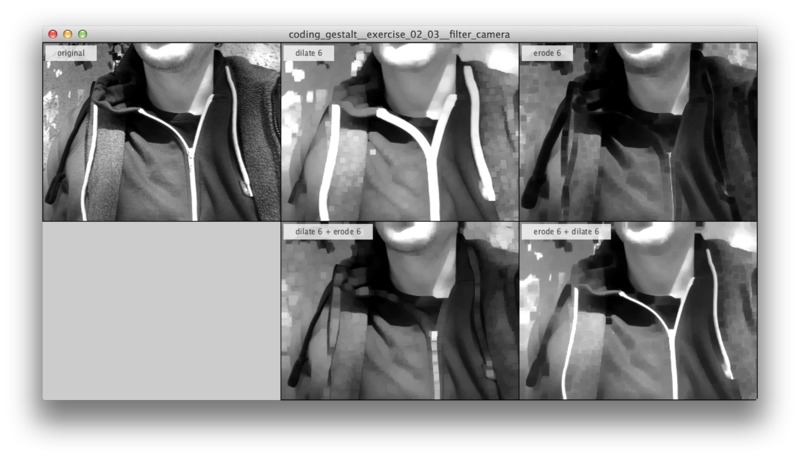 coding_gestalt__exercise_02_03__filter_camera
original
dilate 6
erode 6
dilate 6 + erode 6
erode 6 + dilate 6